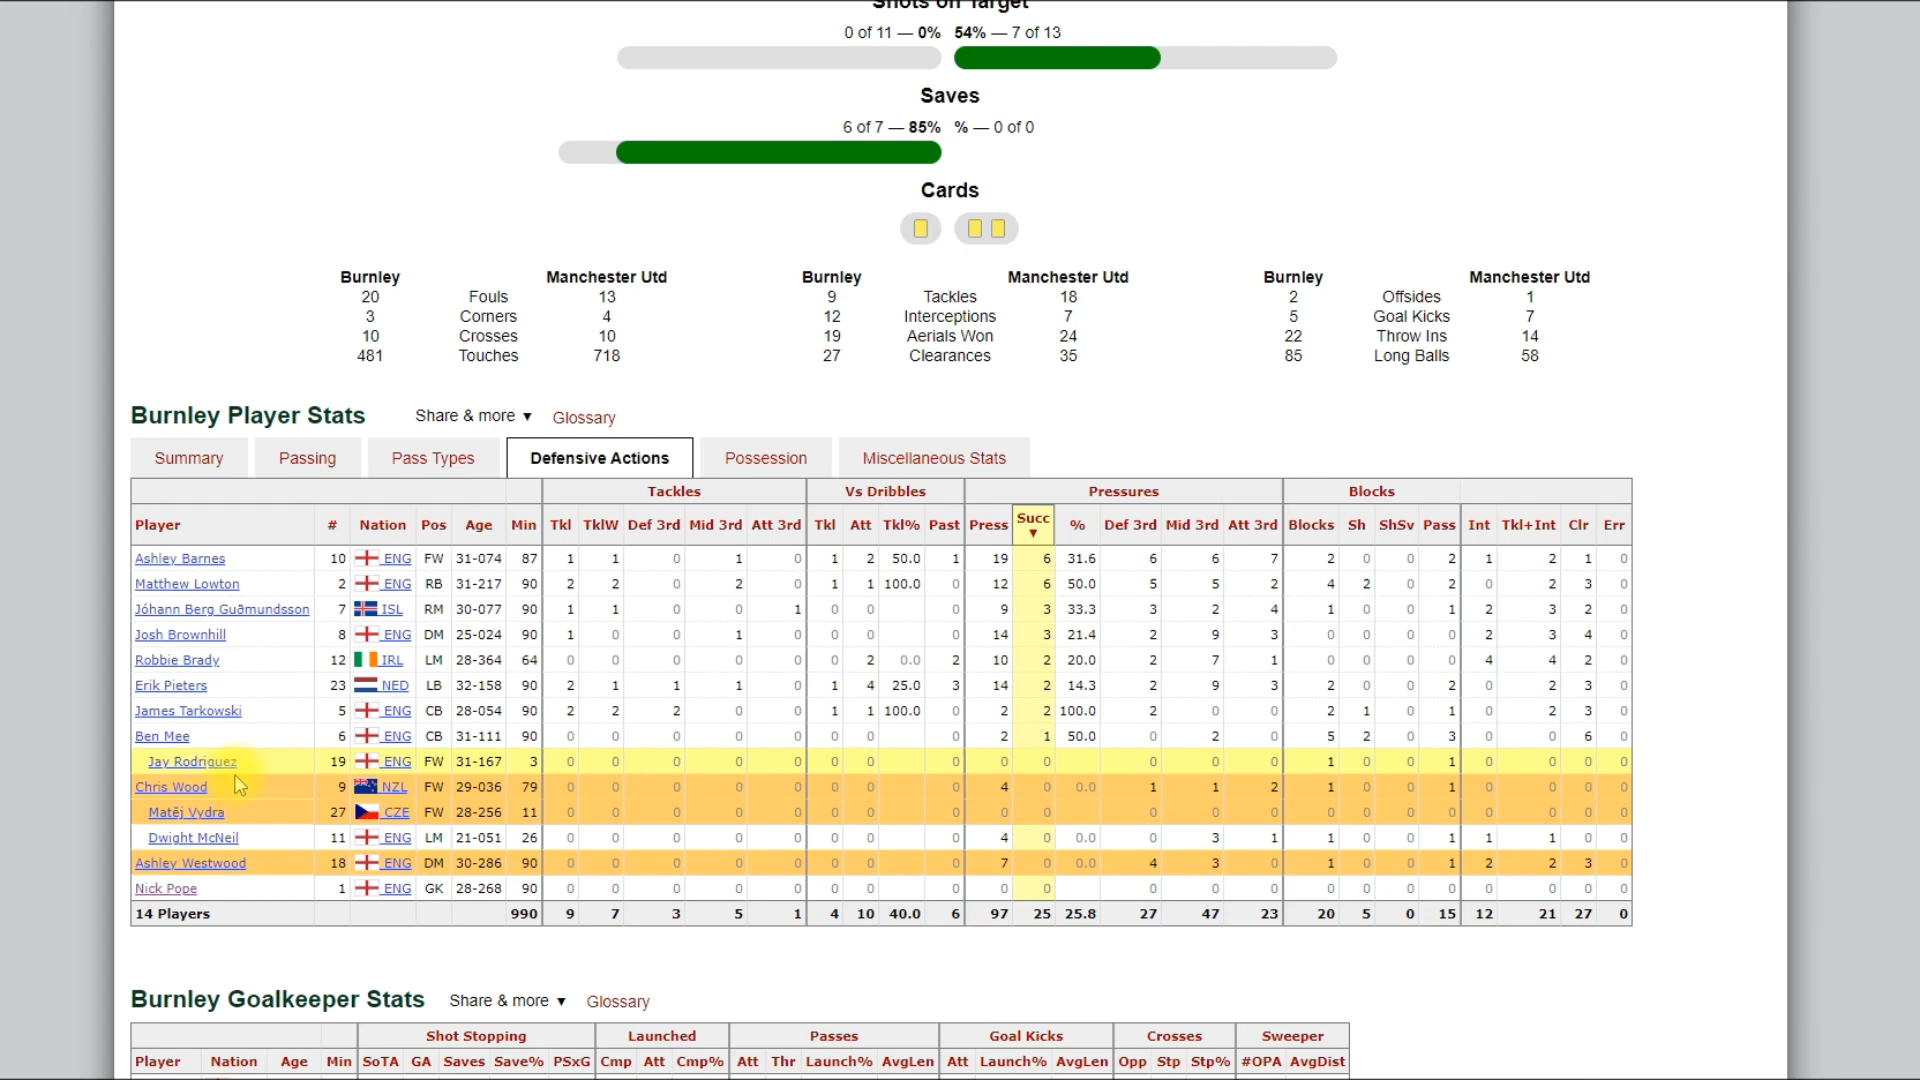 Shots on Target
0 of 11 — 0% 54% — 7 of 13
Saves
6 of 7 — 85% % — 0 of 0
Cards
Burnley Manchester Utd Burnley Manchester Utd Burnley Manchester Utd
20 Fouls 13 9 Tackles 18 2 Offsides 1
3 Corners 4 12 Interceptions 7 5 Goal Kicks 7
10 Crosses 10 19 Aerials Won 24 22 Throw Ins 14
481 Touches 718 27 Clearances 35 85 Long Balls 58
Burnley Player Stats Share & more ▼ Glossary
Summary Passing Pass Types Defensive Actions Possession Miscellaneous Stats
Tackles Vs Dribbles Pressures Blocks
Player # Nation Pos Age Min Tkl TklW Def 3rd Mid 3rd Att 3rd Tkl Att Tkl% Past Press Succ ▼ % Def 3rd Mid 3rd Att 3rd Blocks Sh ShSv Pass Int Tkl+Int Clr Err
Ashley Barnes 10 ENG FW 31-074 87 1 1 0 1 0 1 2 50.0 1 19 6 31.6 6 6 7 2 0 0 2 1 2 1 0
Matthew Lowton 2 ENG RB 31-217 90 2 2 0 2 0 1 1 100.0 0 12 6 50.0 5 5 2 4 2 0 2 0 2 3 0
Jóhann Berg Guðmundsson 7 ISL RM 30-077 90 1 1 0 0 1 0 0 0 9 3 33.3 3 2 4 1 0 0 1 2 3 2 0
Josh Brownhill 8 ENG DM 25-024 90 1 0 0 1 0 0 0 0 14 3 21.4 2 9 3 0 0 0 0 2 3 4 0
Robbie Brady 12 IRL LM 28-364 64 0 0 0 0 0 0 2 0.0 2 10 2 20.0 2 7 1 0 0 0 0 4 4 2 0
Erik Pieters 23 NED LB 32-158 90 2 1 1 1 0 1 4 25.0 3 14 2 14.3 2 9 3 2 0 0 2 0 2 3 0
James Tarkowski 5 ENG CB 28-054 90 2 2 2 0 0 1 1 100.0 0 2 2 100.0 2 0 0 2 1 0 1 0 2 3 0
Ben Mee 6 ENG CB 31-111 90 0 0 0 0 0 0 0 0 2 1 50.0 0 2 0 5 2 0 3 0 0 6 0
Jay Rodriguez 19 ENG FW 31-167 3 0 0 0 0 0 0 0 0 0 0 0 0 0 1 0 0 1 0 0 0 0
Chris Wood 9 NZL FW 29-036 79 0 0 0 0 0 0 0 0 4 0 0.0 1 1 2 1 0 0 1 0 0 0 0
Matěj Vydra 27 CZE FW 28-256 11 0 0 0 0 0 0 0 0 0 0 0 0 0 0 0 0 0 0 0 0 0
Dwight McNeil 11 ENG LM 21-051 26 0 0 0 0 0 0 0 0 4 0 0.0 0 3 1 1 0 0 1 1 1 0 0
Ashley Westwood 18 ENG DM 30-286 90 0 0 0 0 0 0 0 0 7 0 0.0 4 3 0 1 0 0 1 2 2 3 0
Nick Pope 1 ENG GK 28-268 90 0 0 0 0 0 0 0 0 0 0 0 0 0 0 0 0 0 0 0 0 0
14 Players 990 9 7 3 5 1 4 10 40.0 6 97 25 25.8 27 47 23 20 5 0 15 12 21 27 0
Burnley Goalkeeper Stats Share & more ▼ Glossary
Shot Stopping Launched Passes Goal Kicks Crosses Sweeper
Player Nation Age Min SoTA GA Saves Save% PSxG Cmp Att Cmp% Att Thr Launch% AvgLen Att Launch% AvgLen Opp Stp Stp% #OPA AvgDist